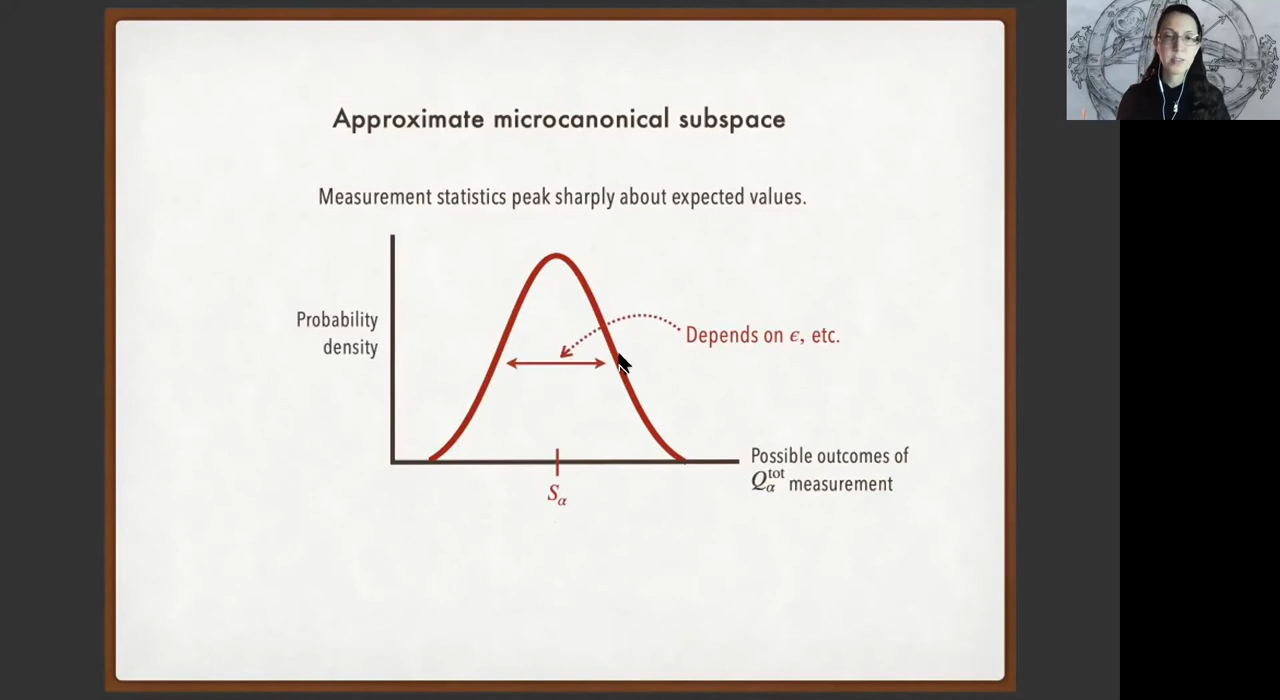 Approximate microcanonical subspace
Measurement statistics peak sharply about expected values.
Probability
density
Depends on ϵ, etc.
Possible outcomes of
Q_α^tot measurement
S_α